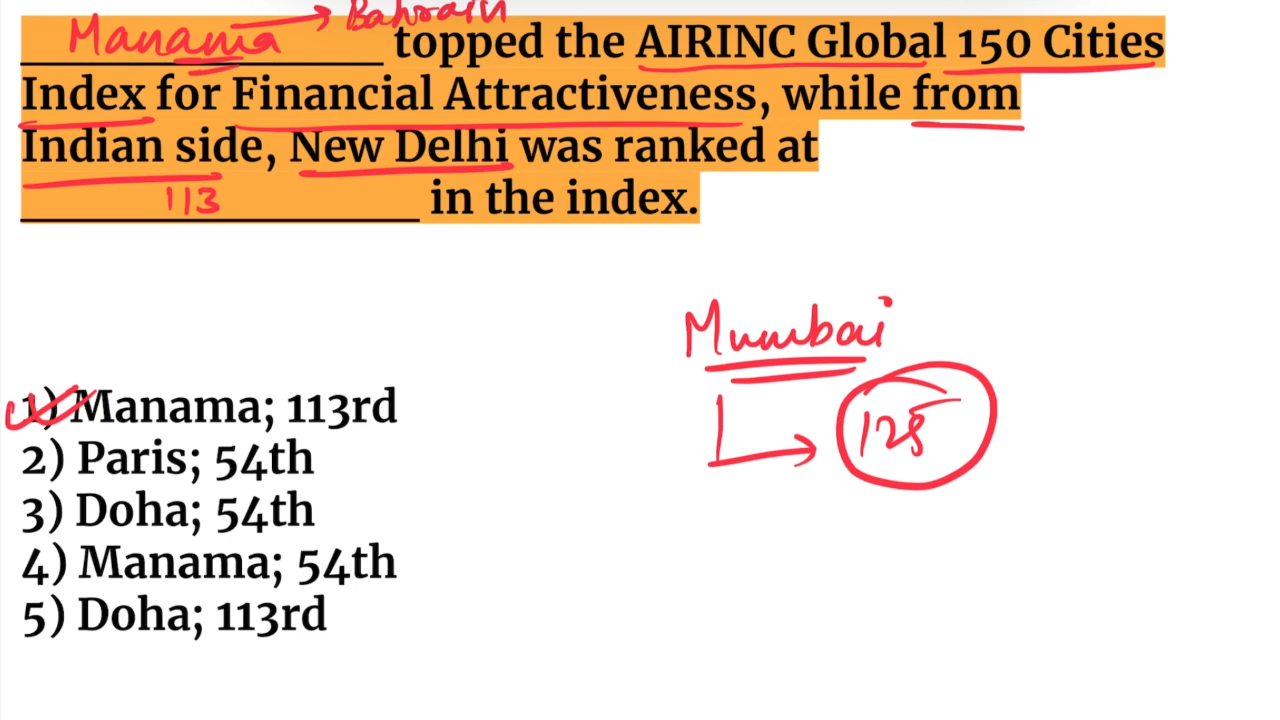 Manama → Bahrain
topped the AIRINC Global 150 Cities
Index for Financial Attractiveness, while from
Indian side, New Delhi was ranked at
113 in the index.
Mumbai
128
1) Manama; 113rd
2) Paris; 54th
3) Doha; 54th
4) Manama; 54th
5) Doha; 113rd